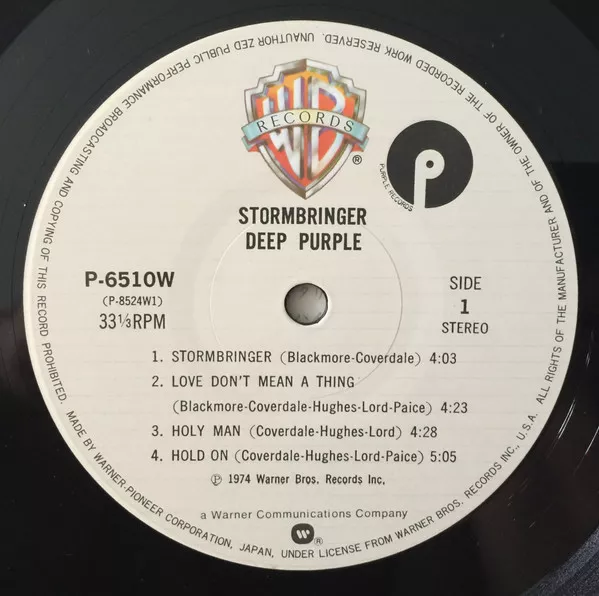 UNAUTHORIZED PUBLIC PERFORMANCE BROADCASTING AND COPYING OF THIS RECORD PROHIBITED. MADE BY WARNER-PIONEER CORPORATION, JAPAN, UNDER LICENSE FROM WARNER BROS. RECORDS INC., U.S.A. ALL RIGHTS OF THE MANUFACTURER AND OF THE OWNER OF THE RECORDED WORK RESERVED.
WB
RECORDS
®
P
PURPLE RECORDS
STORMBRINGER
DEEP PURPLE
P-6510W
(P-8524W1)
33⅓RPM
SIDE
1
STEREO
1. STORMBRINGER (Blackmore-Coverdale) 4:03
2. LOVE DON'T MEAN A THING
(Blackmore-Coverdale-Hughes-Lord-Paice) 4:23
3. HOLY MAN (Coverdale-Hughes-Lord) 4:28
4. HOLD ON (Coverdale-Hughes-Lord-Paice) 5:05
℗ 1974 Warner Bros. Records Inc.
a Warner Communications Company
®